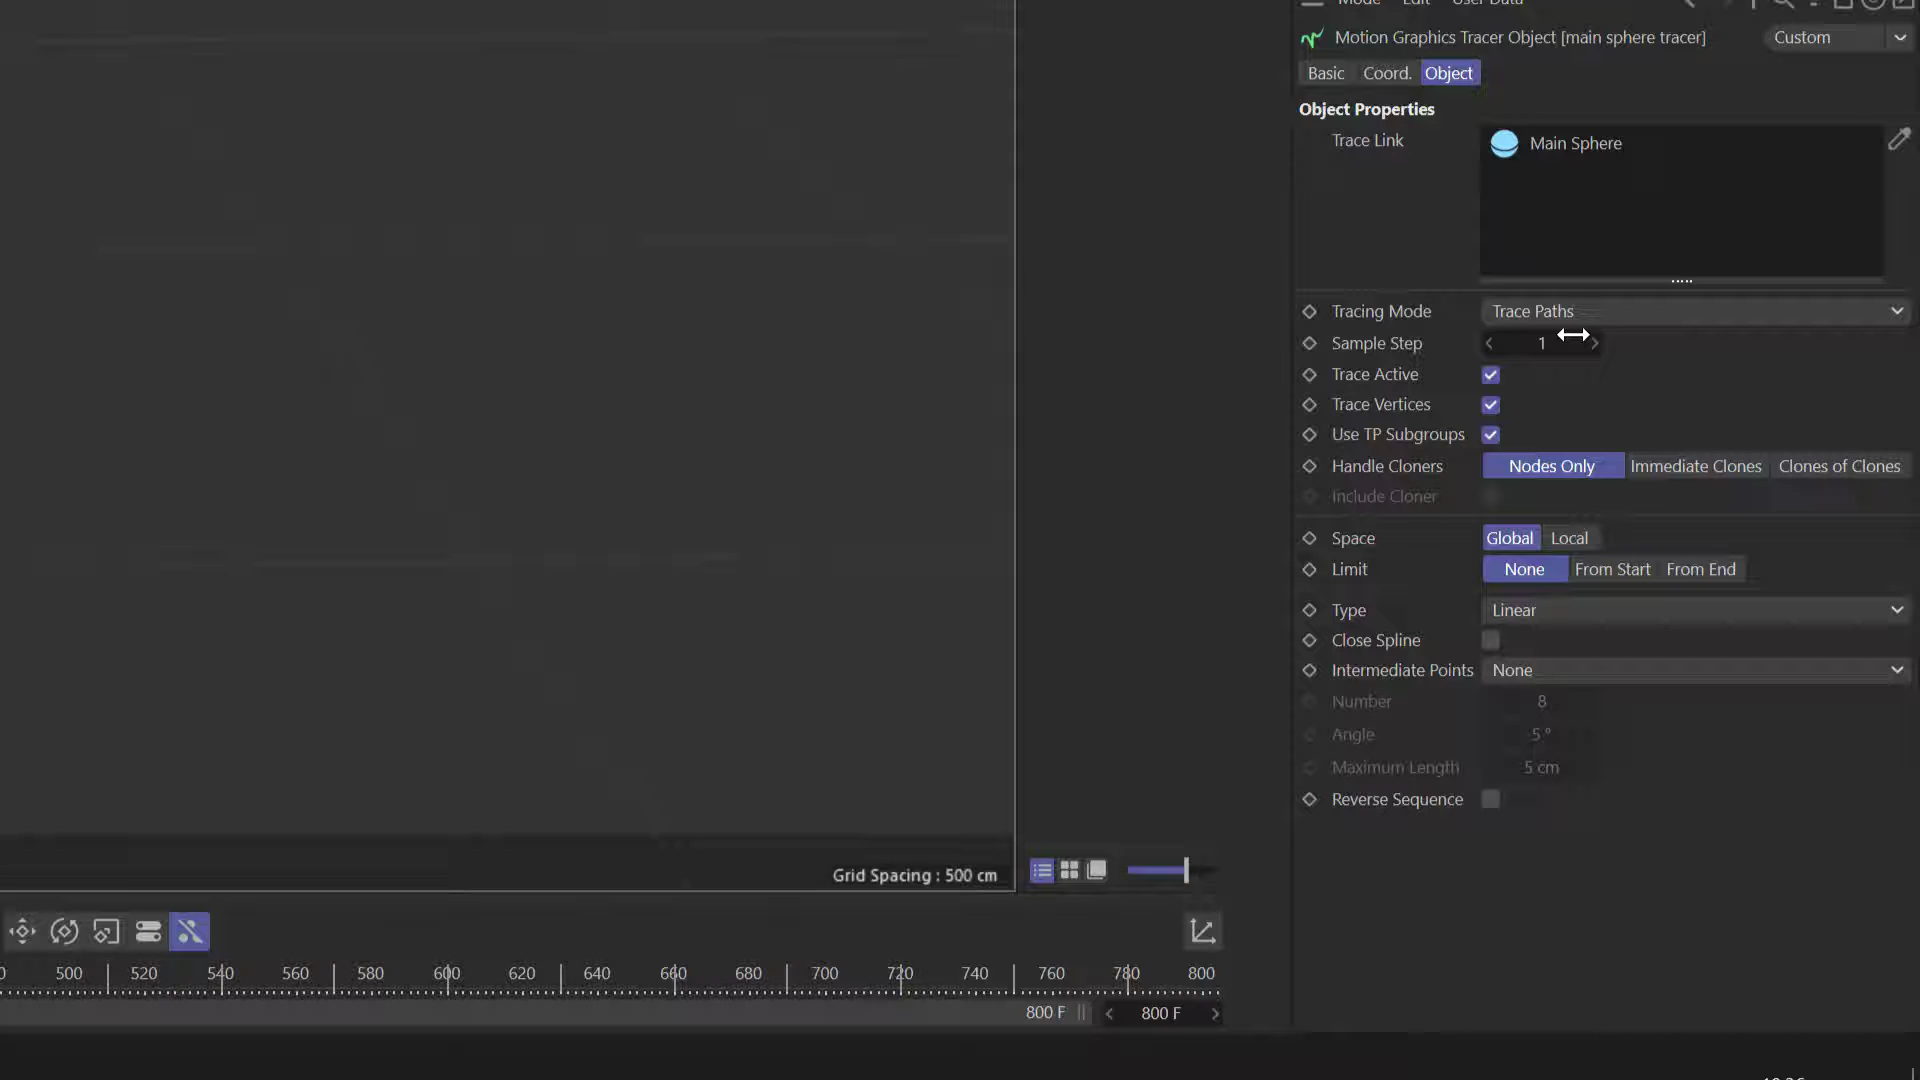 Mode Edit User Data
Motion Graphics Tracer Object [main sphere tracer] Custom
Basic Coord. Object
Object Properties
Trace Link Main Sphere
Tracing Mode Trace Paths
Sample Step 1
Trace Active
Trace Vertices
Use TP Subgroups
Handle Cloners Nodes Only Immediate Clones Clones of Clones
Include Cloner
Space Global Local
Limit None From Start From End
Type Linear
Close Spline
Intermediate Points None
Number 8
Angle 5 °
Maximum Length 5 cm
Reverse Sequence
Grid Spacing : 500 cm
500 520 540 560 580 600 620 640 660 680 700 720 740 760 780 800
800 F 800 F